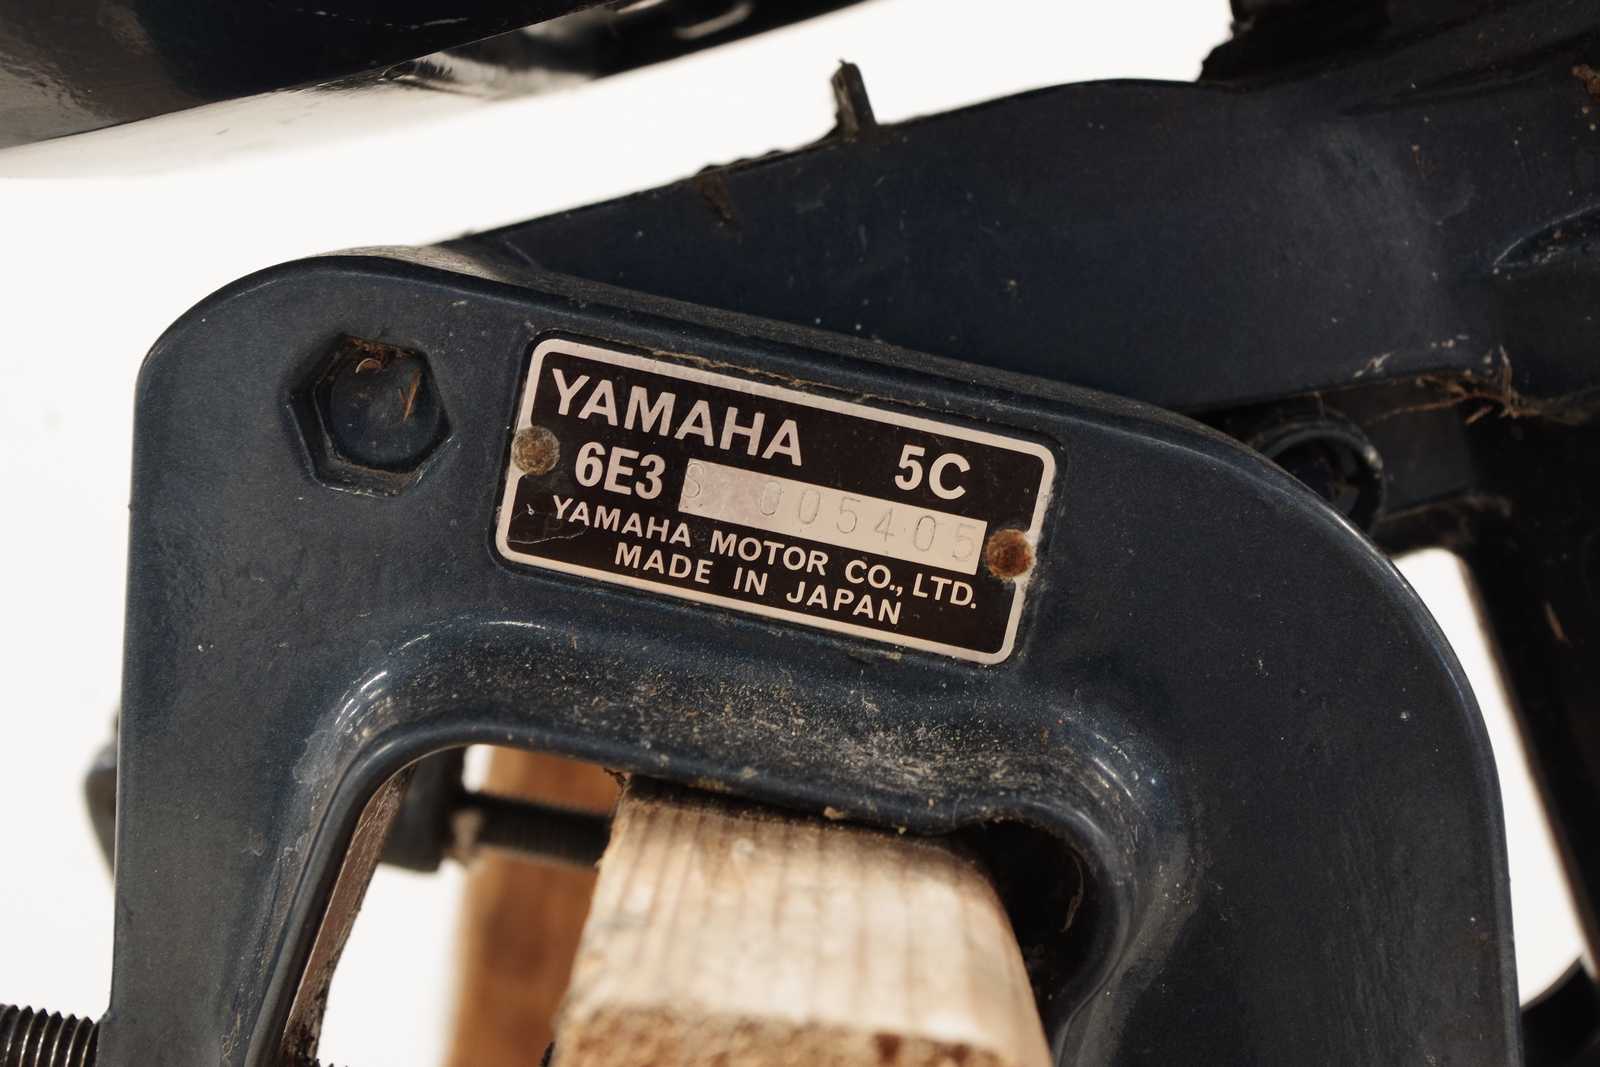 YAMAHA 5C
6E3 S 005405
YAMAHA MOTOR CO., LTD.
MADE IN JAPAN